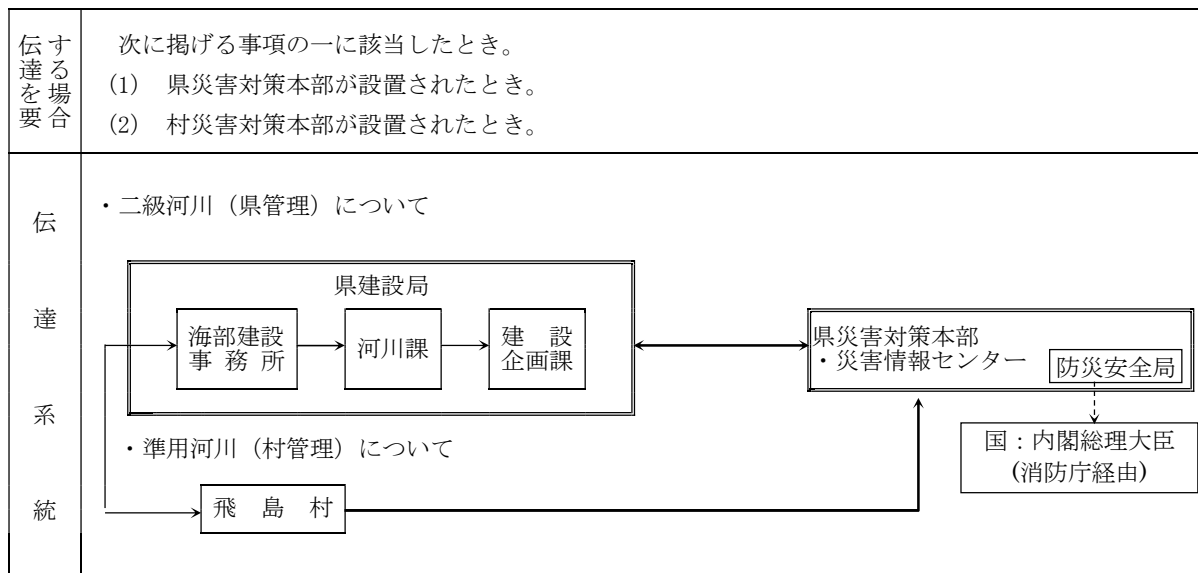 伝達を要する場合
次に掲げる事項の一に該当したとき。
(1) 県災害対策本部が設置されたとき。
(2) 村災害対策本部が設置されたとき。
伝達系統
・二級河川（県管理）について
県建設局
海部建設
事務所
河川課
建設
企画課
県災害対策本部
・災害情報センター
防災安全局
国：内閣総理大臣
(消防庁経由)
・準用河川（村管理）について
飛島村